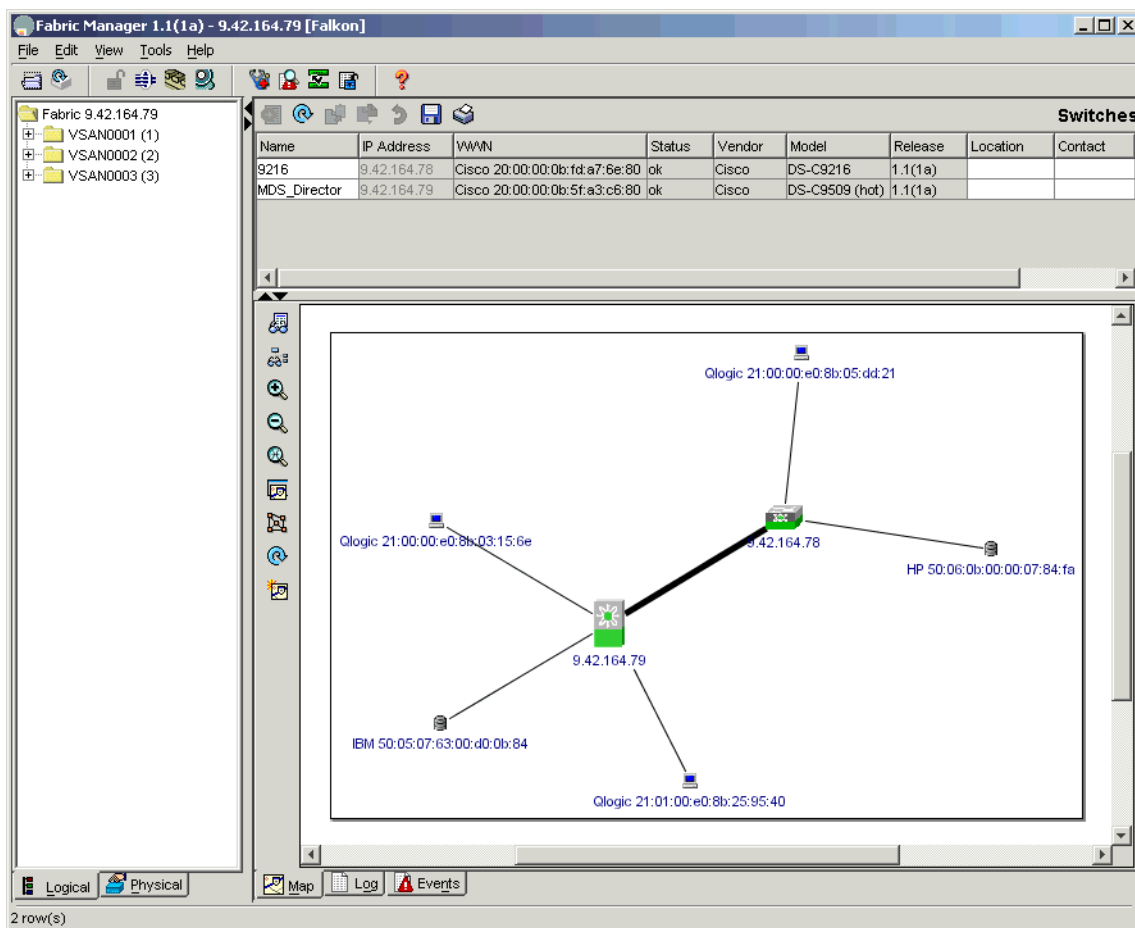 Fabric Manager 1.1(1a) - 9.42.164.79 [Falkon]
File Edit View Tools Help
Fabric 9.42.164.79
VSAN0001 (1)
VSAN0002 (2)
VSAN0003 (3)
Switches
Name IP Address WWN Status Vendor Model Release Location Contact
9216 9.42.164.78 Cisco 20:00:00:0b:fd:a7:6e:80 ok Cisco DS-C9216 1.1(1a)
MDS_Director 9.42.164.79 Cisco 20:00:00:0b:5f:a3:c6:80 ok Cisco DS-C9509 (hot) 1.1(1a)
Qlogic 21:00:00:e0:8b:05:dd:21
Qlogic 21:00:00:e0:8b:03:15:6e
9.42.164.78
HP 50:06:0b:00:00:07:84:fa
9.42.164.79
IBM 50:05:07:63:00:d0:0b:84
Qlogic 21:01:00:e0:8b:25:95:40
Logical Physical
Map Log Events
2 row(s)